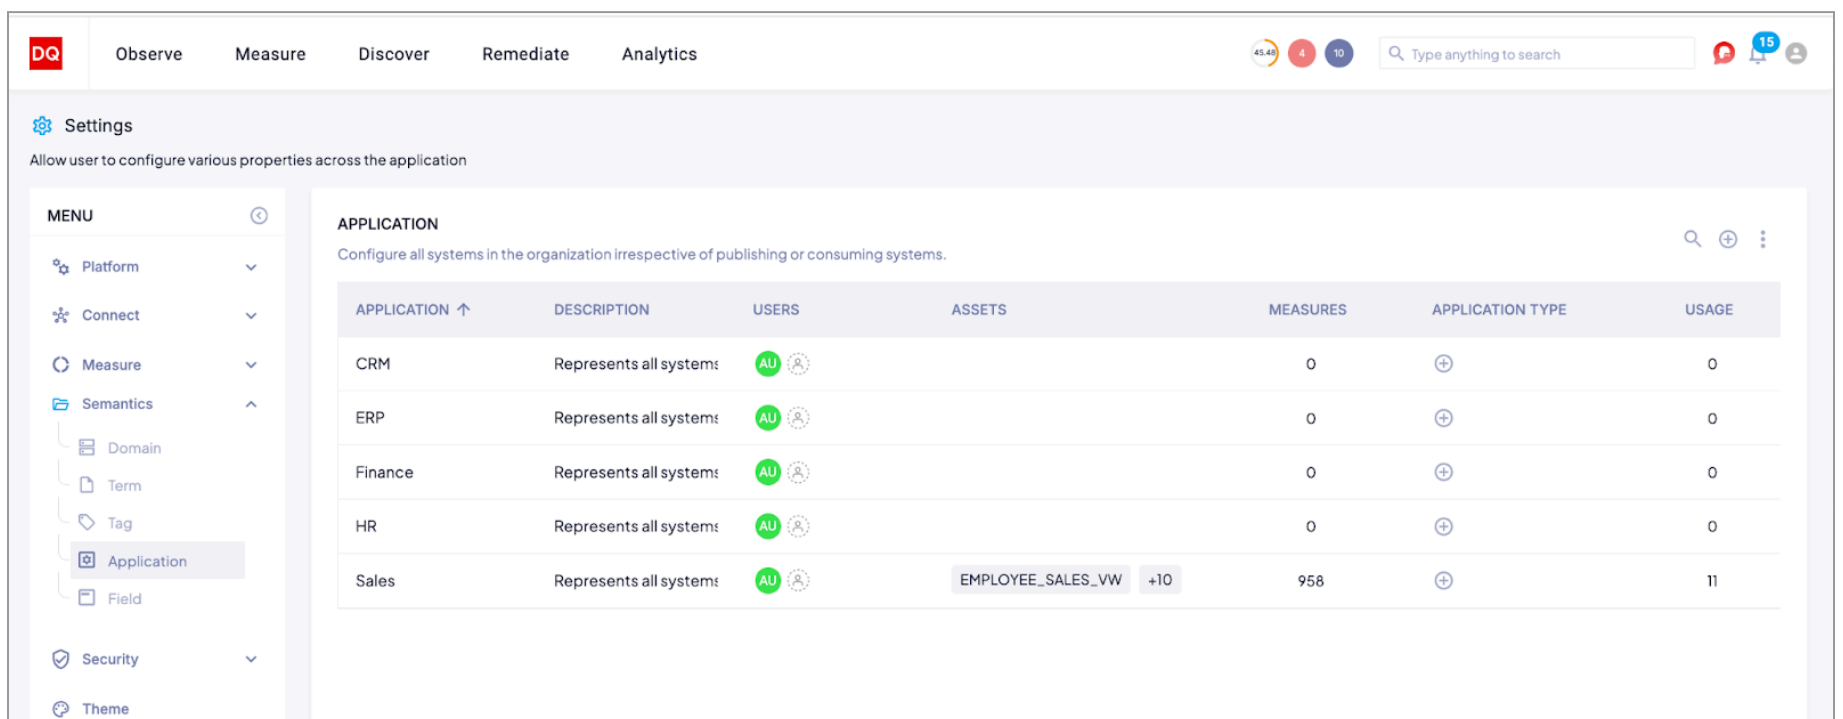 DQ Observe Measure Discover Remediate Analytics 45.48 4 10 Type anything to search 15
Settings
Allow user to configure various properties across the application
MENU
Platform
Connect
Measure
Semantics
Domain
Term
Tag
Application
Field
Security
Theme
APPLICATION
Configure all systems in the organization irrespective of publishing or consuming systems.
APPLICATION DESCRIPTION USERS ASSETS MEASURES APPLICATION TYPE USAGE
CRM Represents all systems AU 0 0
ERP Represents all systems AU 0 0
Finance Represents all systems AU 0 0
HR Represents all systems AU 0 0
Sales Represents all systems AU EMPLOYEE_SALES_VW +10 958 11